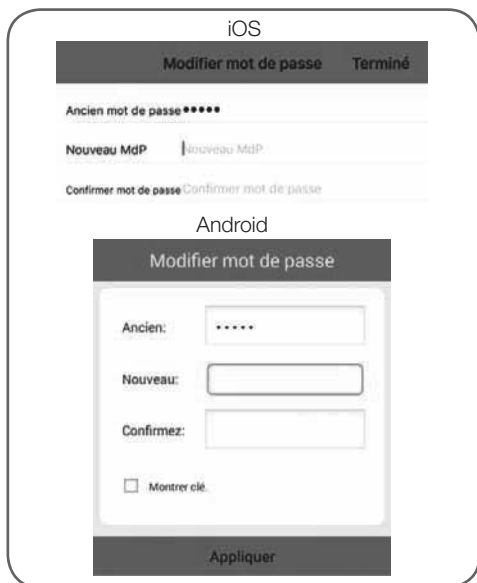 iOS
Modifier mot de passe Terminé
Ancien mot de passe •••••
Nouveau MdP Nouveau MdP
Confirmer mot de passe Confirmer mot de passe
Android
Modifier mot de passe
Ancien: •••••
Nouveau:
Confirmez:
Montrer clé.
Appliquer